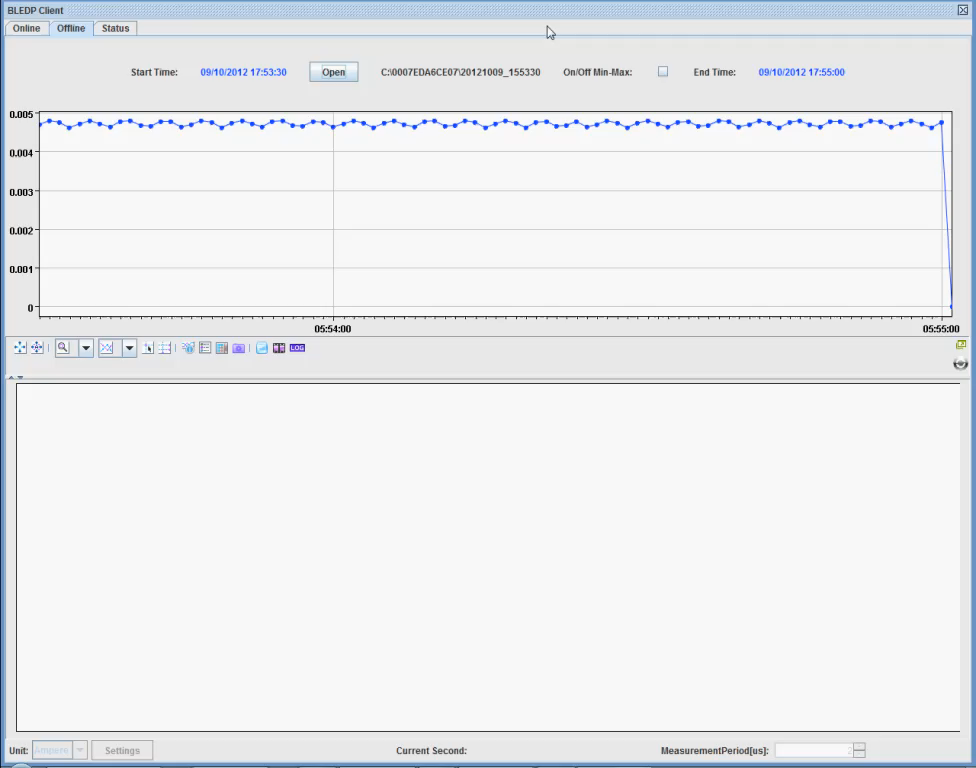 BLEDP Client
Online Offline Status
Start Time: 09/10/2012 17:53:30 Open C:\0007EDA6CE07\20121009_155330 On/Off Min-Max: End Time: 09/10/2012 17:55:00
0.005
0.004
0.003
0.002
0.001
0
05:54:00 05:55:00
LOG
Unit: Ampere Settings Current Second: MeasurementPeriod[us]: 2